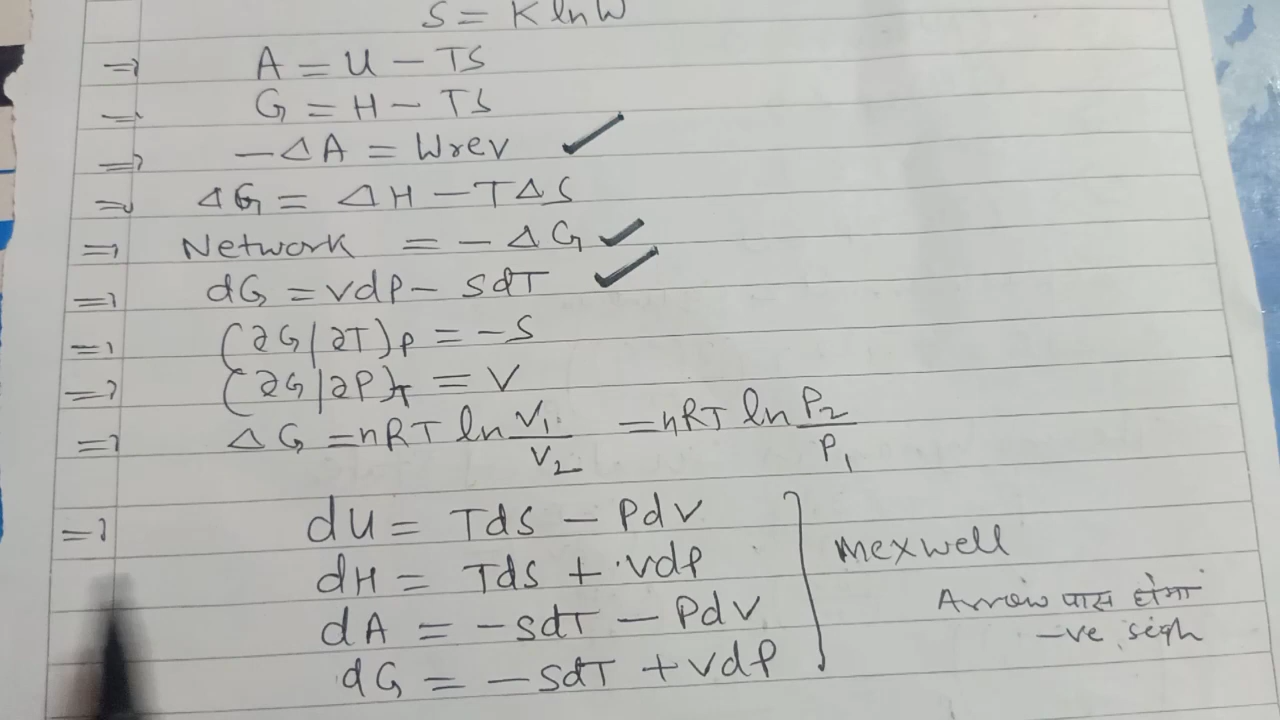 S = K ln W
⇒ A = U - TS
⇒ G = H - TS
⇒ -ΔA = Wrev ✓
⇒ ΔG = ΔH - TΔS
⇒ Network = - ΔG ✓
⇒ dG = vdp - sdT ✓
⇒ (∂G/∂T)p = -S
⇒ (∂G/∂P)T = V
⇒ ΔG = nRT ln V1/V2 = nRT ln P2/P1
⇒ dU = Tds - Pdv
dH = Tds + vdp
dA = -sdT - Pdv
dG = -sdT + vdp
Mexwell
Arrow पास होगा
-ve sigh